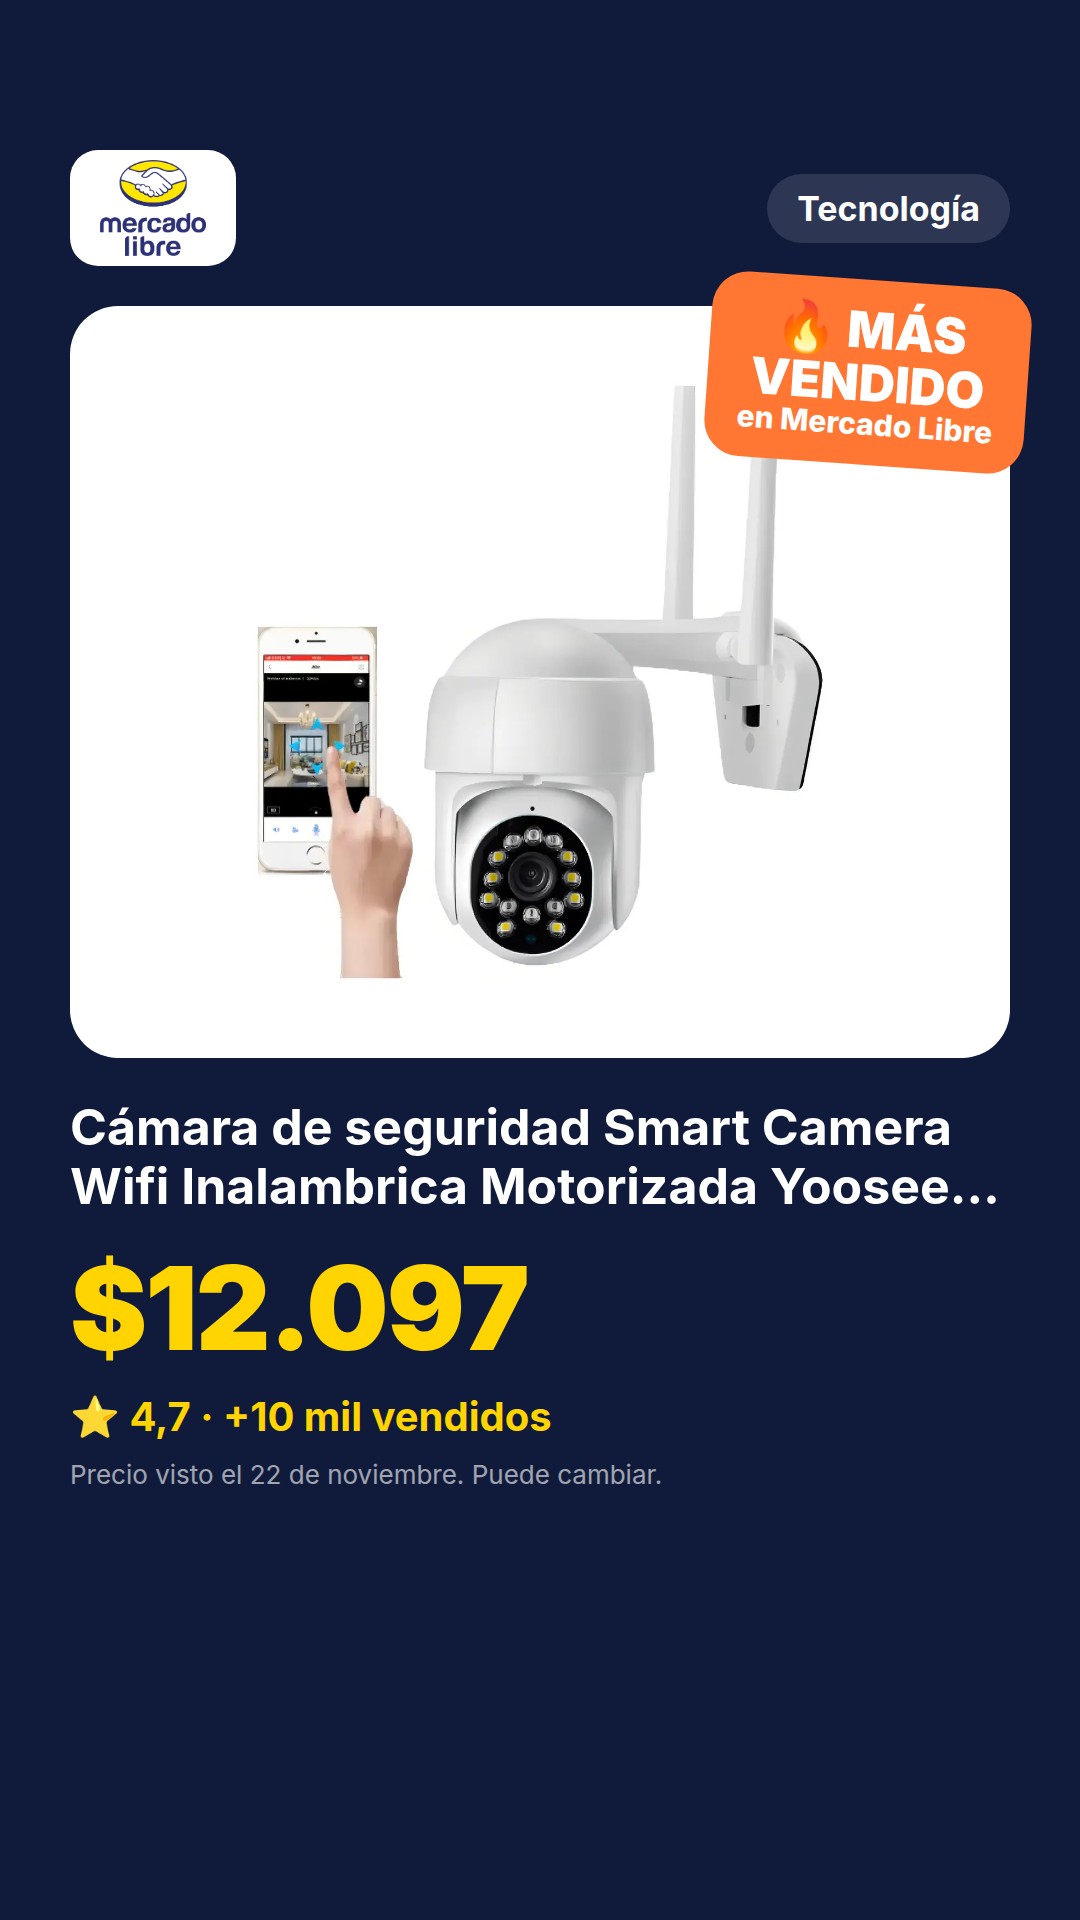 mercado
libre
Tecnología
🔥 MÁS
VENDIDO
en Mercado Libre
Cámara de seguridad Smart Camera
Wifi Inalambrica Motorizada Yoosee...
$12.097
⭐ 4,7 · +10 mil vendidos
Precio visto el 22 de noviembre. Puede cambiar.